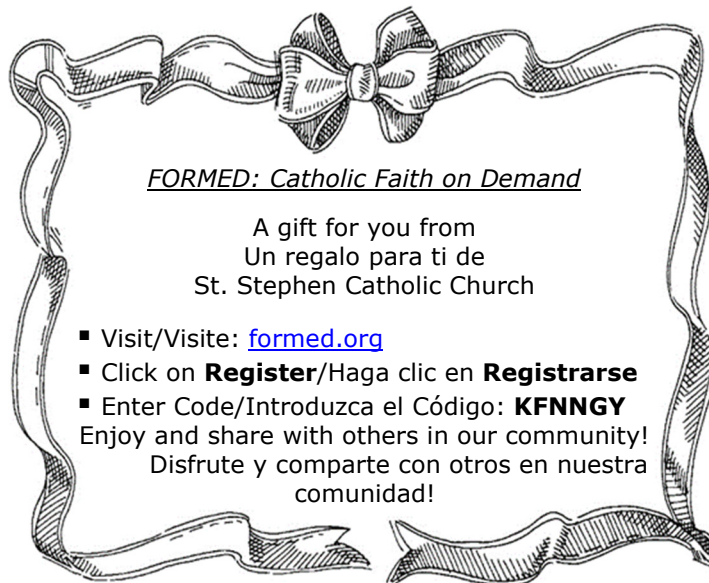 FORMED: Catholic Faith on Demand
A gift for you from
Un regalo para ti de
St. Stephen Catholic Church
▪ Visit/Visite: formed.org
▪ Click on Register/Haga clic en Registrarse
▪ Enter Code/Introduzca el Código: KFNNGY
Enjoy and share with others in our community!
Disfrute y comparte con otros en nuestra
comunidad!